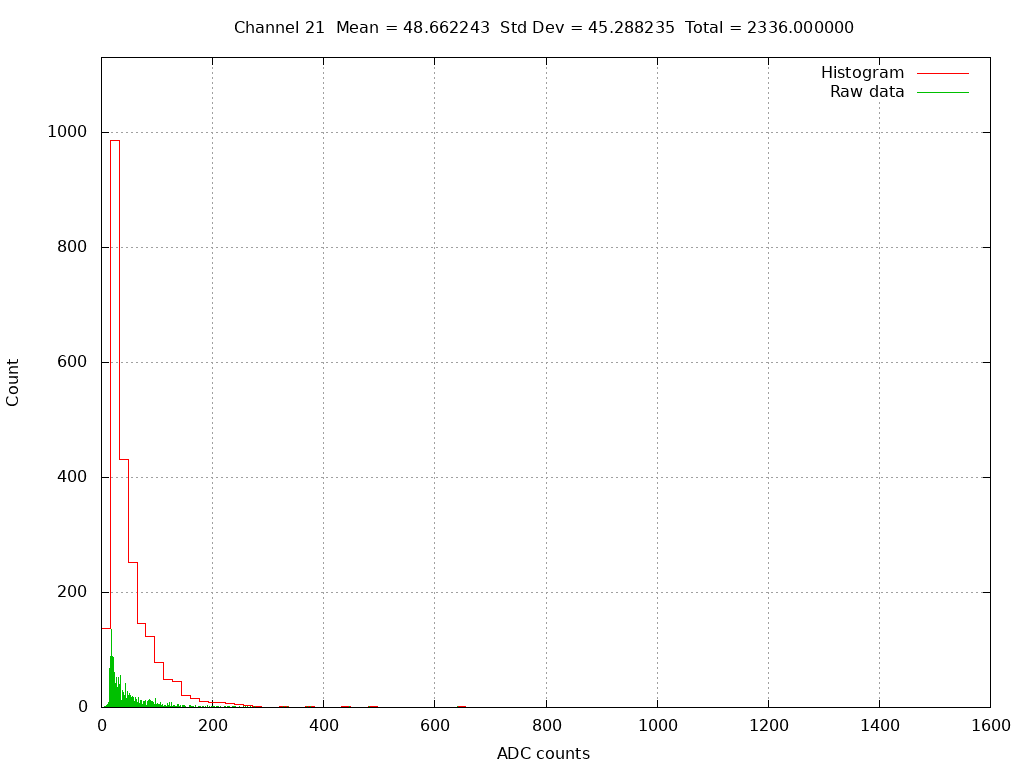 Channel 21  Mean = 48.662243  Std Dev = 45.288235  Total = 2336.000000
Histogram
Raw data
1000
800
600
400
200
0
Count
0 200 400 600 800 1000 1200 1400 1600
ADC counts